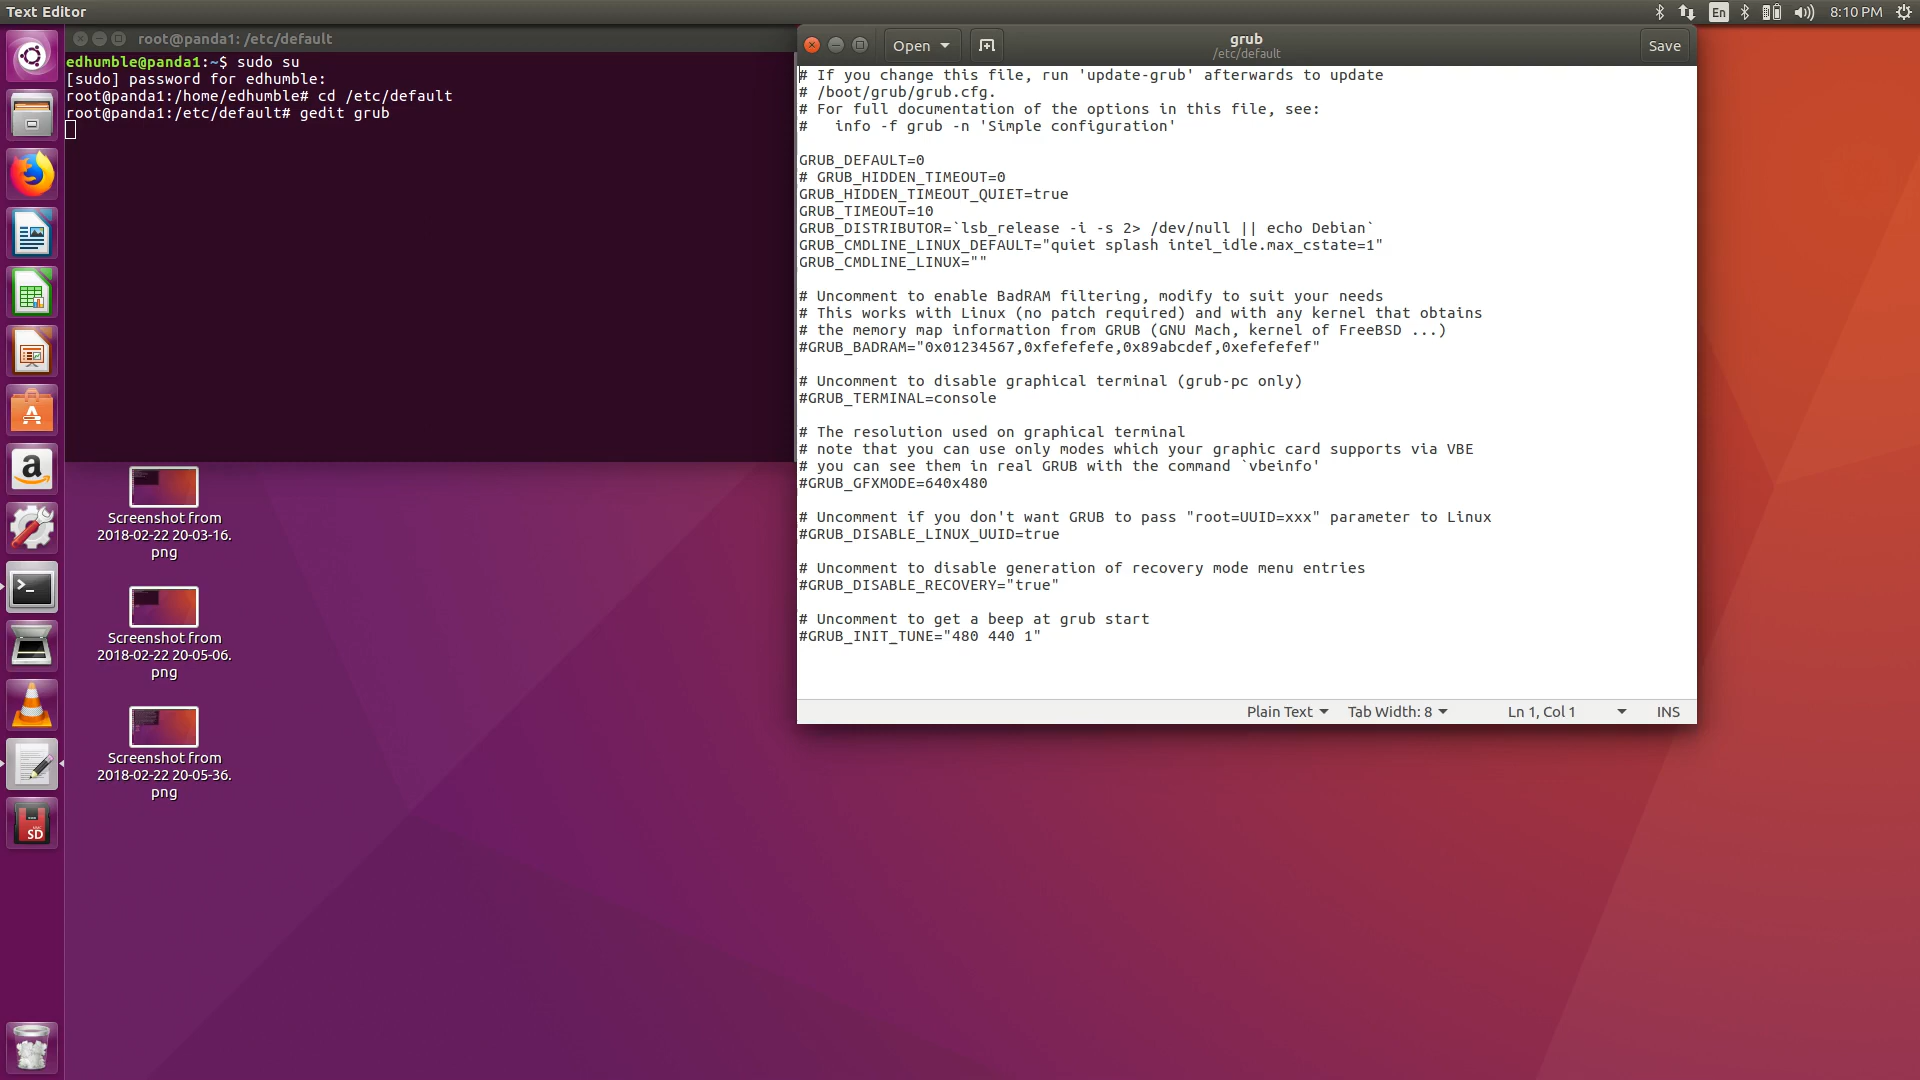 Text Editor
En
8:10 PM
root@panda1: /etc/default
edhumble@panda1:~$ sudo su
[sudo] password for edhumble:
root@panda1:/home/edhumble# cd /etc/default
root@panda1:/etc/default# gedit grub
Open
grub
/etc/default
Save
# If you change this file, run 'update-grub' afterwards to update
# /boot/grub/grub.cfg.
# For full documentation of the options in this file, see:
#   info -f grub -n 'Simple configuration'
GRUB_DEFAULT=0
# GRUB_HIDDEN_TIMEOUT=0
GRUB_HIDDEN_TIMEOUT_QUIET=true
GRUB_TIMEOUT=10
GRUB_DISTRIBUTOR=`lsb_release -i -s 2> /dev/null || echo Debian`
GRUB_CMDLINE_LINUX_DEFAULT="quiet splash intel_idle.max_cstate=1"
GRUB_CMDLINE_LINUX=""
# Uncomment to enable BadRAM filtering, modify to suit your needs
# This works with Linux (no patch required) and with any kernel that obtains
# the memory map information from GRUB (GNU Mach, kernel of FreeBSD ...)
#GRUB_BADRAM="0x01234567,0xfefefefe,0x89abcdef,0xefefefef"
# Uncomment to disable graphical terminal (grub-pc only)
#GRUB_TERMINAL=console
# The resolution used on graphical terminal
# note that you can use only modes which your graphic card supports via VBE
# you can see them in real GRUB with the command `vbeinfo'
#GRUB_GFXMODE=640x480
# Uncomment if you don't want GRUB to pass "root=UUID=xxx" parameter to Linux
#GRUB_DISABLE_LINUX_UUID=true
# Uncomment to disable generation of recovery mode menu entries
#GRUB_DISABLE_RECOVERY="true"
# Uncomment to get a beep at grub start
#GRUB_INIT_TUNE="480 440 1"
Plain Text
Tab Width: 8
Ln 1, Col 1
INS
Screenshot from
2018-02-22 20-03-16.
png
Screenshot from
2018-02-22 20-05-06.
png
Screenshot from
2018-02-22 20-05-36.
png
A
a
>_
SD